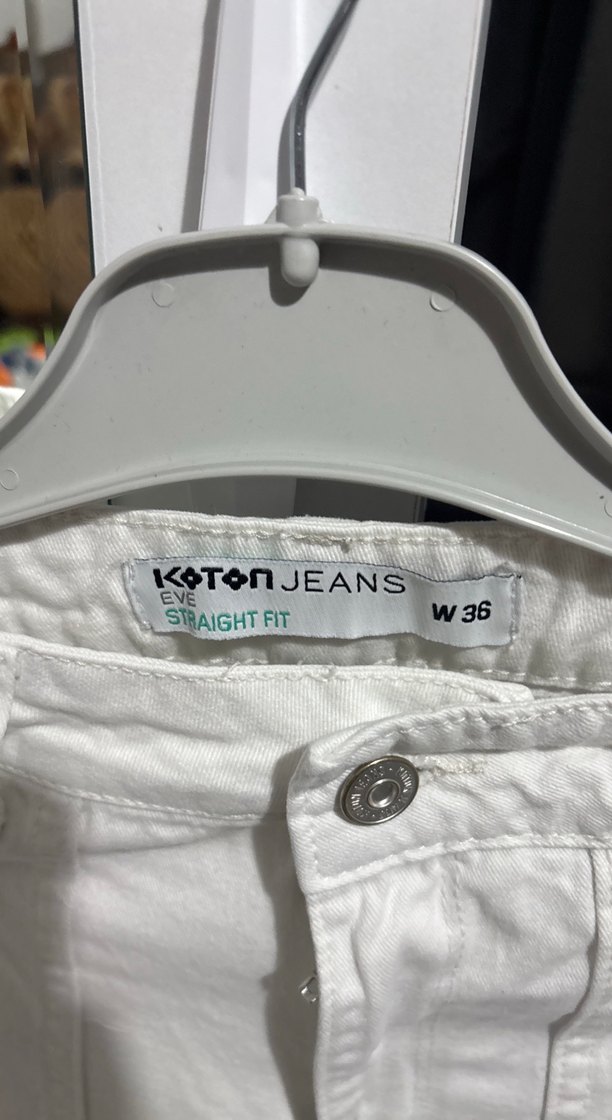 KOTON JEANS
EVE
STRAIGHT FIT
W 36